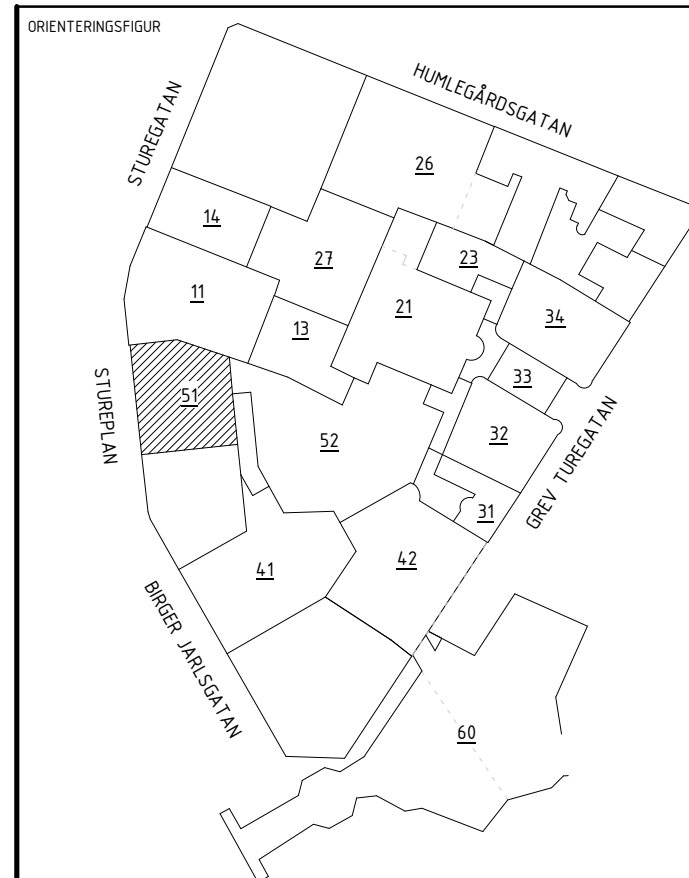 ORIENTERINGSFIGUR
HUMLEGÅRDSGATAN
STUREGATAN
26
14
27
23
11
21
13
34
33
STUREPLAN
51
52
32
GREV TUREGATAN
31
41
42
BIRGER JARLSGATAN
60